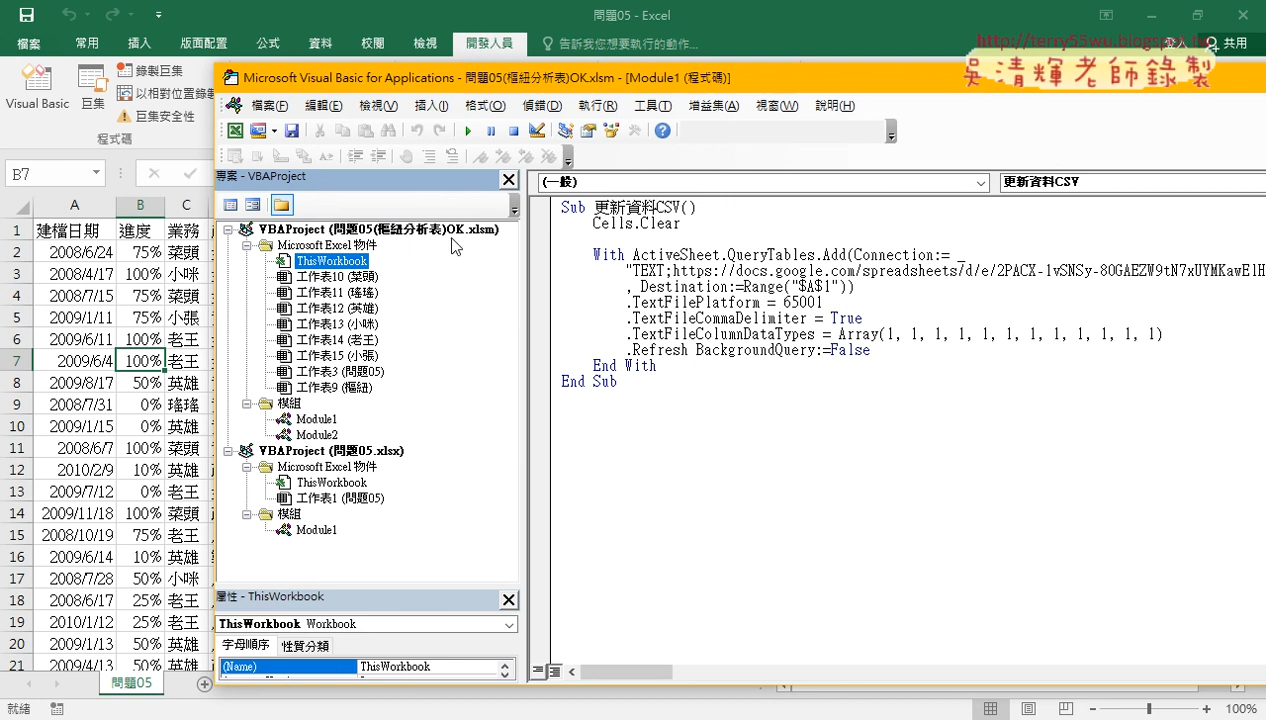 問題05 - Excel
檔案 常用 插入 版面配置 公式 資料 校閱 檢視 開發人員 告訴我您想要執行的動作... 登入 共用
http://terry55wu.blogspot.tw
吳清輝老師錄製
Visual Basic 巨集 錄製巨集
以相對位置錄
巨集安全性
程式碼
Microsoft Visual Basic for Applications - 問題05(樞紐分析表)OK.xlsm - [Module1 (程式碼)]
檔案(F) 編輯(E) 檢視(V) 插入(I) 格式(O) 偵錯(D) 執行(R) 工具(T) 增益集(A) 視窗(W) 說明(H)
B7
專案 - VBAProject
VBAProject (問題05(樞紐分析表)OK.xlsm)
Microsoft Excel 物件
ThisWorkbook
工作表10 (菜頭)
工作表11 (瑤瑤)
工作表12 (英雄)
工作表13 (小咪)
工作表14 (老王)
工作表15 (小張)
工作表3 (問題05)
工作表9 (樞紐)
模組
Module1
Module2
VBAProject (問題05.xlsx)
Microsoft Excel 物件
ThisWorkbook
工作表1 (問題05)
模組
Module1
屬性 - ThisWorkbook
ThisWorkbook Workbook
字母順序 性質分類
(Name) ThisWorkbook
(一般) 更新資料CSV
Sub 更新資料CSV()
Cells.Clear
With ActiveSheet.QueryTables.Add(Connection:= _
"TEXT;https://docs.google.com/spreadsheets/d/e/2PACX-1vSNSy-8OGAEZW9tN7xUYMKawElH
, Destination:=Range("$A$1"))
.TextFilePlatform = 65001
.TextFileCommaDelimiter = True
.TextFileColumnDataTypes = Array(1, 1, 1, 1, 1, 1, 1, 1, 1, 1, 1, 1)
.Refresh BackgroundQuery:=False
End With
End Sub
A B C
1 建檔日期 進度 業務
2 2008/6/24 75% 菜頭
3 2008/4/17 100% 小咪
4 2008/7/15 75% 菜頭
5 2009/1/11 75% 小張
6 2009/6/11 100% 老王
7 2009/6/4 100% 老王
8 2009/8/17 50% 英雄
9 2008/7/31 0% 瑤瑤
10 2009/1/15 0% 英雄
11 2008/6/7 100% 菜頭
12 2010/2/9 10% 英雄
13 2009/7/12 0% 老王
14 2009/11/18 100% 菜頭
15 2008/10/19 75% 老王
16 2009/6/14 10% 英雄
17 2008/7/28 50% 小咪
18 2008/6/17 25% 老王
19 2010/1/12 25% 老王
20 2009/1/13 50% 英雄
21 2009/4/13 50% 英雄
問題05
就緒 100%